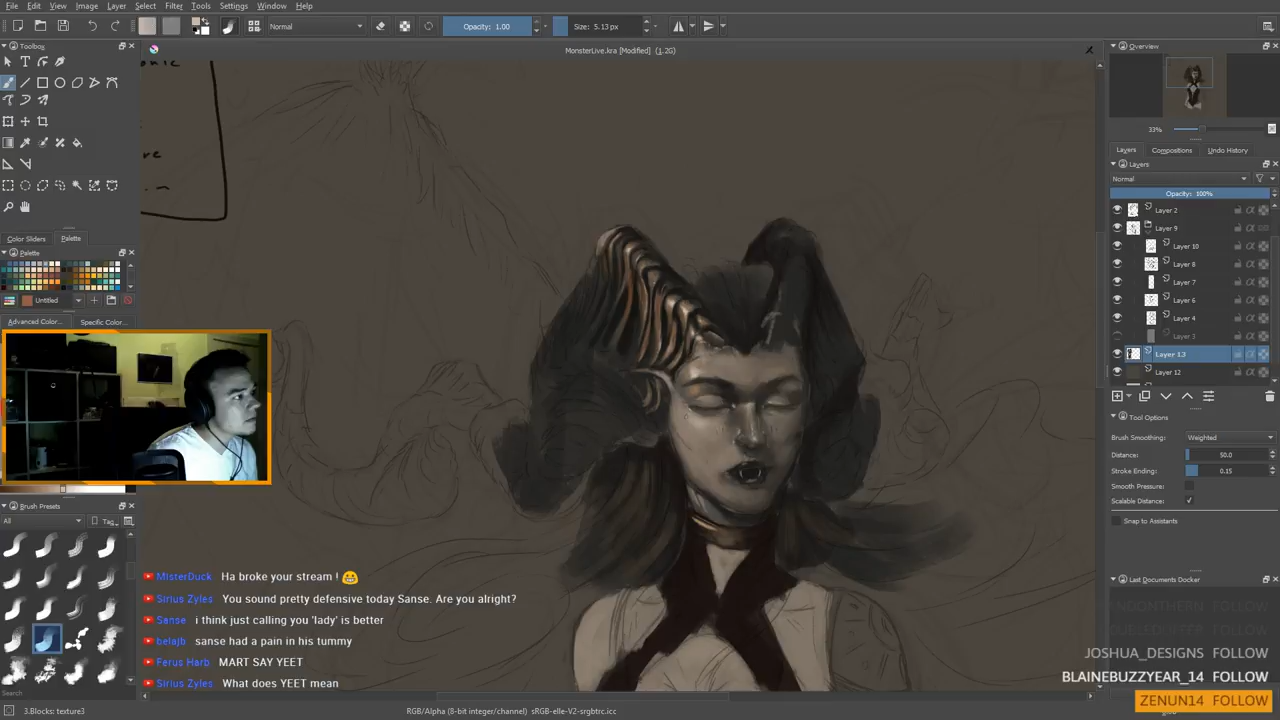 File Edit View Image Layer Select Filter Tools Settings Window Help
Normal
Opacity: 1.00
Size: 5.13 px
MonsterLive.kra [Modified] (1.2G)
Toolbox
Overview
33%
Layers Compositions Undo History
Layers
Normal
Opacity: 100%
Layer 2
Layer 9
Layer 10
Layer 8
Layer 7
Layer 6
Layer 4
Layer 3
Layer 13
Layer 12
Color Sliders Palette
Palette
Untitled
Advanced Color... Specific Color...
Tool Options
Brush Smoothing: Weighted
Distance: 50.0
Stroke Ending: 0.15
Smooth Pressure:
Scalable Distance:
Snap to Assistants
Brush Presets
All
Tag
Search
MIsterDuck Ha broke your stream !
Sirius Zyles You sound pretty defensive today Sanse. Are you alright?
Sanse i think just calling you 'lady' is better
belajb sanse had a pain in his tummy
Ferus Harb MART SAY YEET
Sirius Zyles What does YEET mean
Last Documents Docker
JOSHUA_DESIGNS FOLLOW
BLAINEBUZZYEAR_14 FOLLOW
ZENUN14 FOLLOW
3.Blocks: texture3
RGB/Alpha (8-bit integer/channel) sRGB-elle-V2-srgbtrc.icc